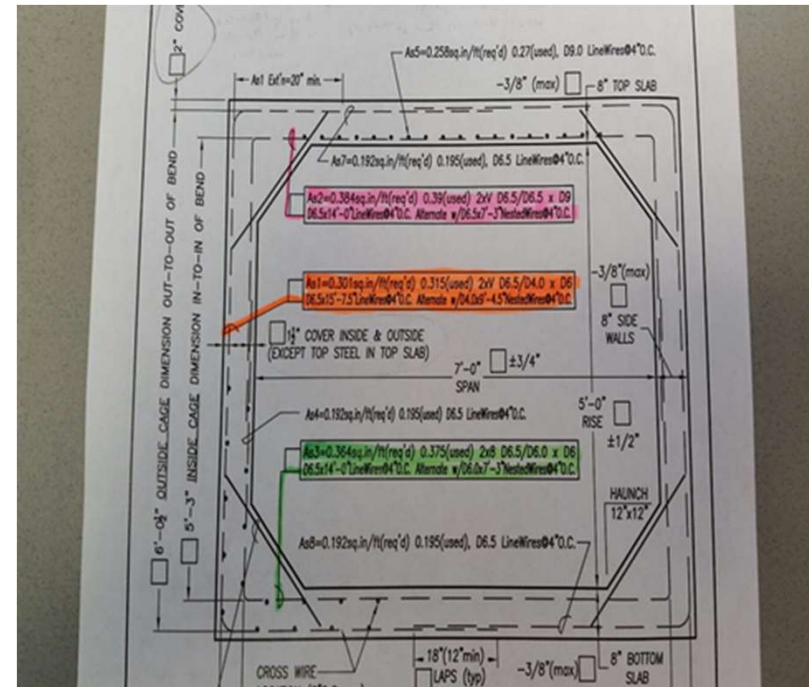 2" COVE
As5=0.258sq.in/ft(req'd) 0.27(used), D9.0 LineWires@4"O.C.
As1 Ext'n=20" min.
-3/8" (max)
8" TOP SLAB
As7=0.192sq.in/ft(req'd) 0.195(used), D6.5 LineWires@4"O.C.
As2=0.384sq.in/ft(req'd) 0.39(used) 2xV D6.5/D6.5 x D9
D6.5x14'-0"LineWires@4"O.C. Alternate w/D6.5x7'-3"NestedWires@4"O.C.
As1=0.301sq.in/ft(req'd) 0.315(used) 2xV D6.5/D4.0 x D6
D6.5x15'-7.5"LineWires@4"O.C. Alternate w/D4.0x9'-4.5"NestedWires@4"O.C.
-3/8"(max)
8" SIDE
WALLS
1½" COVER INSIDE & OUTSIDE
(EXCEPT TOP STEEL IN TOP SLAB)
7'-0" ±3/4"
SPAN
6'-0½" OUTSIDE CAGE DIMENSION OUT-TO-OUT OF BEND
5'-3" INSIDE CAGE DIMENSION IN-TO-IN OF BEND
As4=0.192sq.in/ft(req'd) 0.195(used) D6.5 LineWires@4"O.C.
5'-0"
RISE
±1/2"
As3=0.364sq.in/ft(req'd) 0.375(used) 2x8 D6.5/D6.0 x D6
D6.5x14'-0"LineWires@4"O.C. Alternate w/D6.0x7'-3"NestedWires@4"O.C.
HAUNCH
12"x12"
As8=0.192sq.in/ft(req'd) 0.195(used), D6.5 LineWires@4"O.C.
CROSS WIRE
18"(12"min)
LAPS (typ)
-3/8"(max)
8" BOTTOM
SLAB